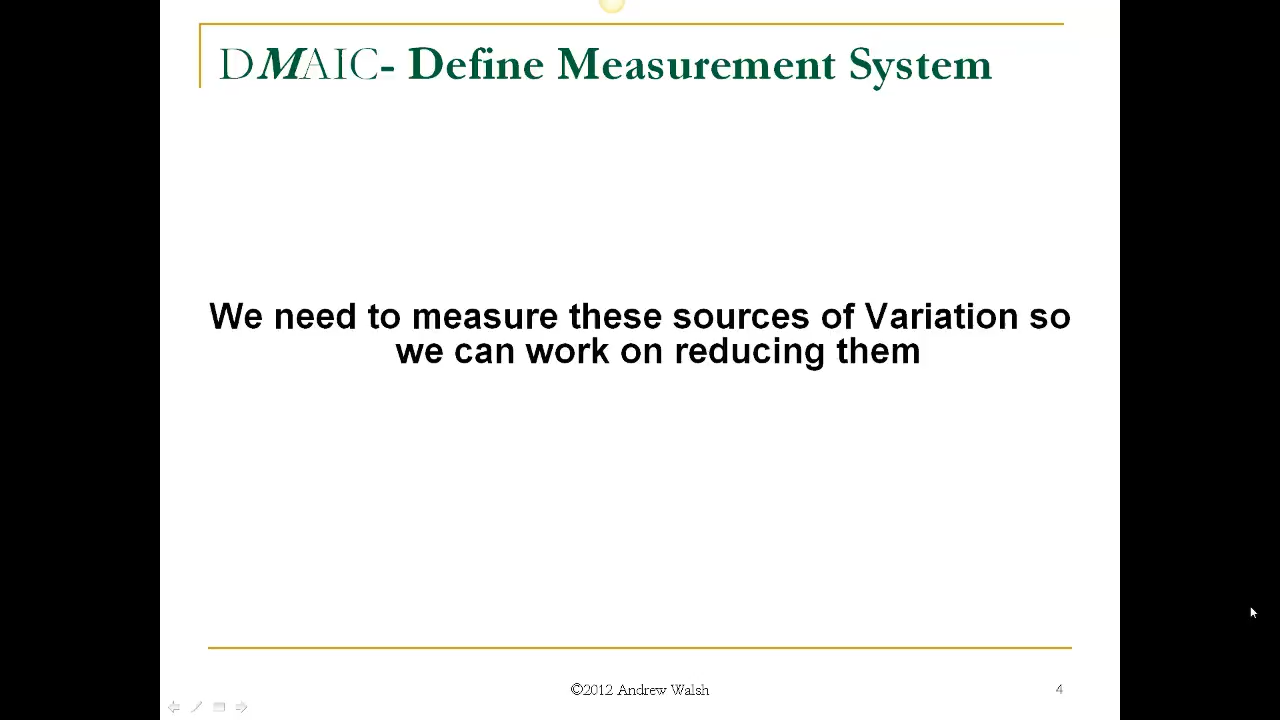 DMAIC- Define Measurement System
We need to measure these sources of Variation so
we can work on reducing them
©2012 Andrew Walsh
4